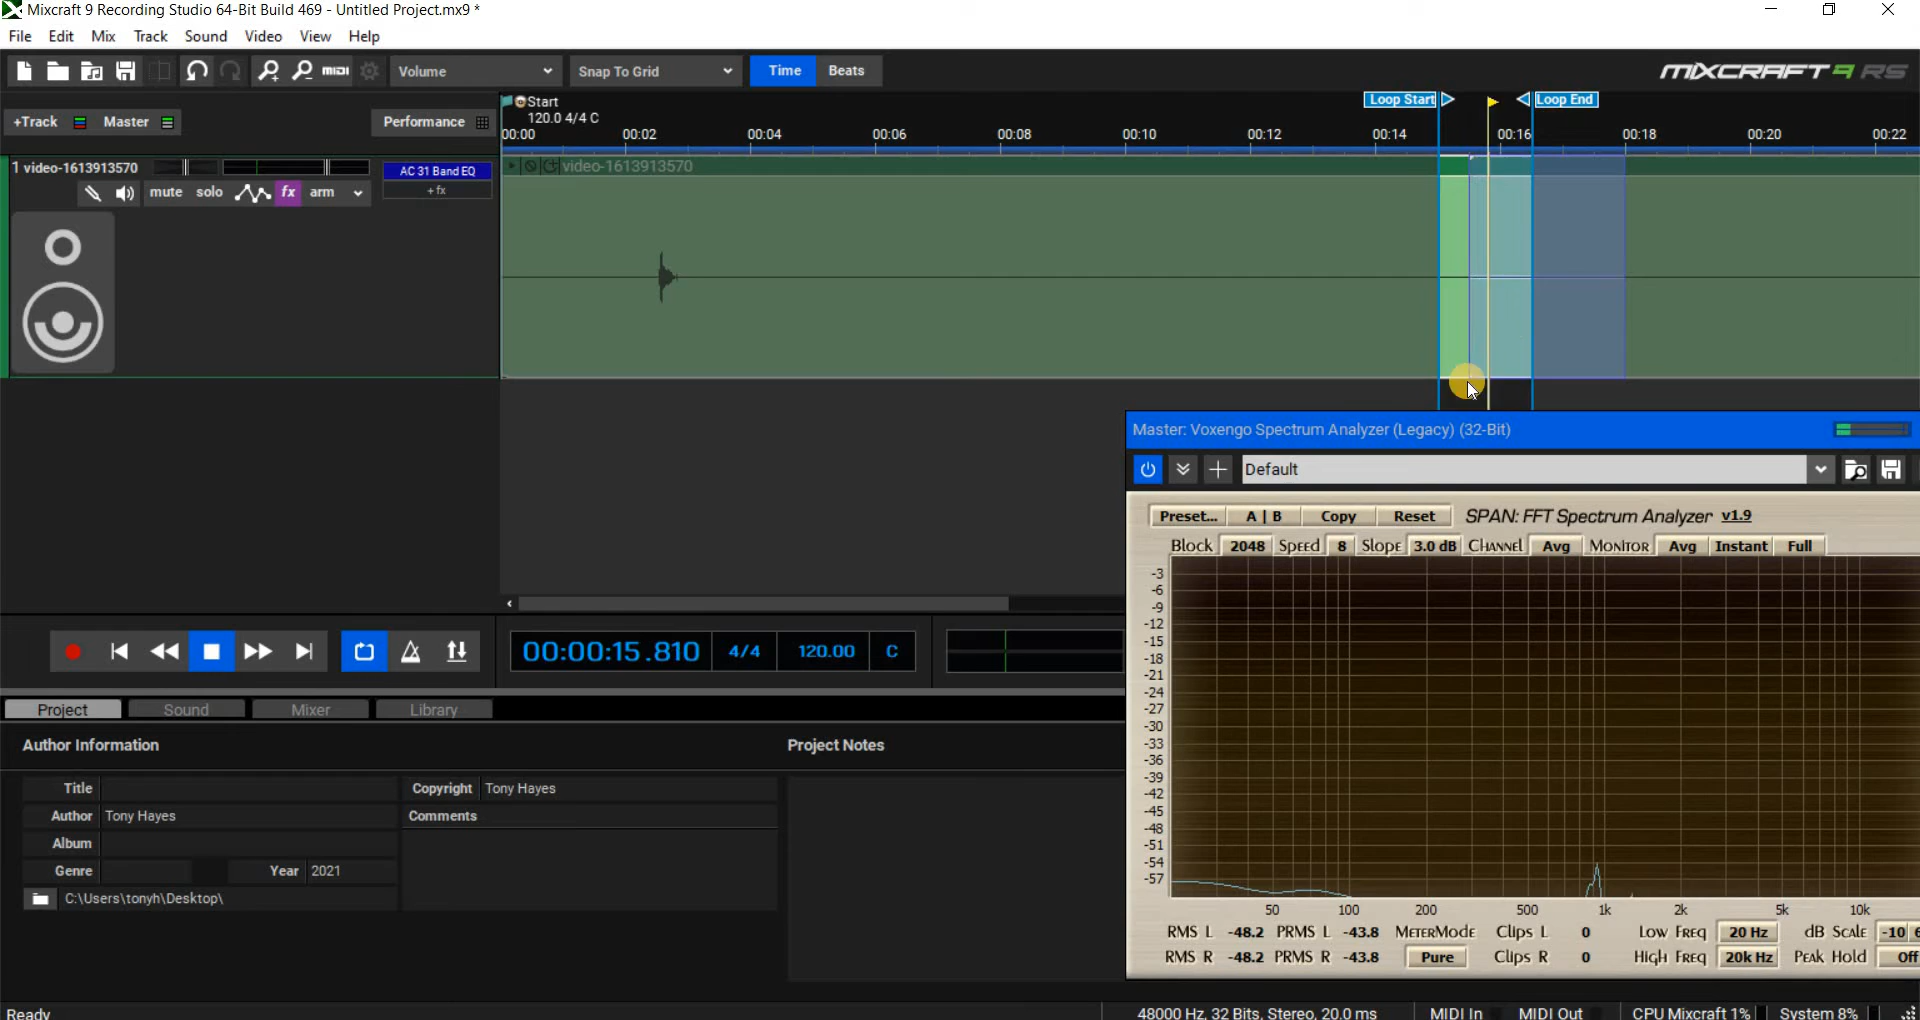 Mixcraft 9 Recording Studio 64-Bit Build 469 - Untitled Project.mx9 *
File Edit Mix Track Sound Video View Help
MIDI Volume Snap To Grid Time Beats MIXCRAFT 9 RS
+Track Master Performance
Start
120.0 4/4 C
Loop Start Loop End
00:00 00:02 00:04 00:06 00:08 00:10 00:12 00:14 00:16 00:18 00:20 00:22
1 video-1613913570 AC 31 Band EQ video-1613913570
mute solo fx arm +fx
Master: Voxengo Spectrum Analyzer (Legacy) (32-Bit)
Default
Preset... A | B Copy Reset SPAN: FFT Spectrum Analyzer v1.9
Block 2048 Speed 8 Slope 3.0 dB Channel Avg Monitor Avg Instant Full
-3
-6
-9
-12
-15
-18
-21
-24
-27
-30
-33
-36
-39
-42
-45
-48
-51
-54
-57
50 100 200 500 1k 2k 5k 10k
RMS L -48.2 PRMS L -43.8 MeterMode Clips L 0 Low Freq 20 Hz dB Scale -10
RMS R -48.2 PRMS R -43.8 Pure Clips R 0 High Freq 20k Hz Peak Hold Off
00:00:15.810 4/4 120.00 C
Project Sound Mixer Library
Author Information Project Notes
Title Copyright Tony Hayes
Author Tony Hayes Comments
Album
Genre Year 2021
C:\Users\tonyh\Desktop\
Ready 48000 Hz, 32 Bits, Stereo, 20.0 ms MIDI In MIDI Out CPU Mixcraft 1% System 8%